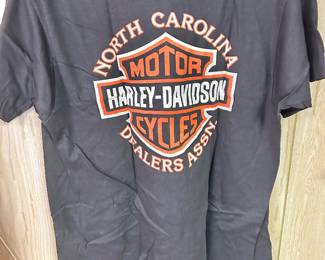 NORTH CAROLINA
MOTOR
HARLEY-DAVIDSON
CYCLES
DEALERS ASSN.